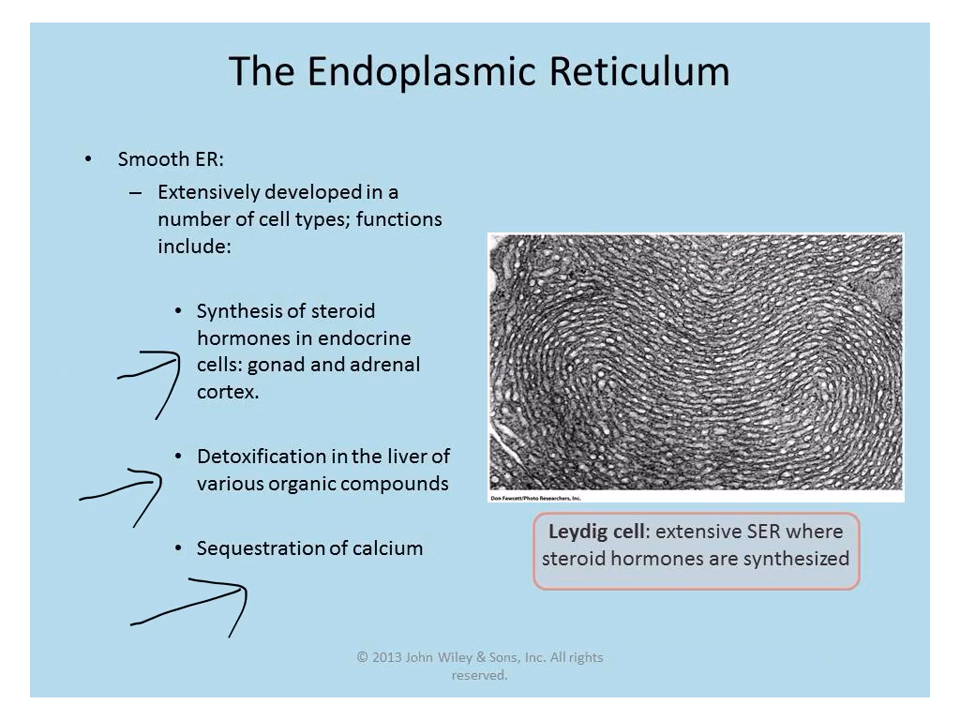 The Endoplasmic Reticulum
• Smooth ER:
– Extensively developed in a
number of cell types; functions
include:
• Synthesis of steroid
hormones in endocrine
cells: gonad and adrenal
cortex.
• Detoxification in the liver of
various organic compounds
• Sequestration of calcium
Don Fawcett/Photo Researchers, Inc.
Leydig cell: extensive SER where
steroid hormones are synthesized
© 2013 John Wiley & Sons, Inc. All rights
reserved.